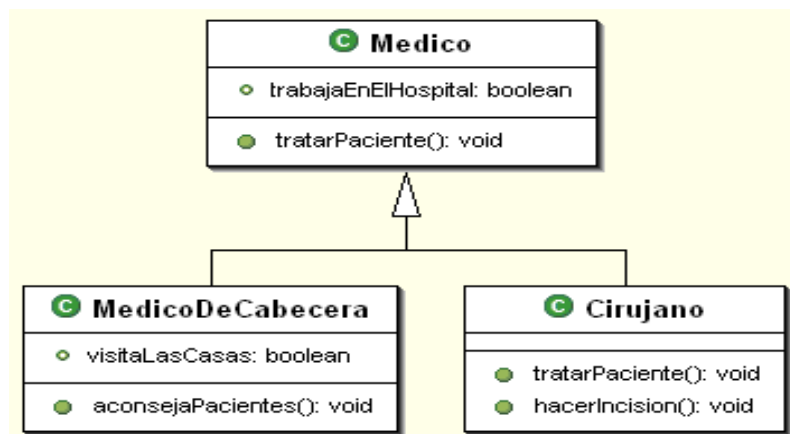 C Medico
trabajaEnElHospital: boolean
tratarPaciente(): void
C MedicoDeCabecera
visitaLasCasas: boolean
aconsejaPacientes(): void
C Cirujano
tratarPaciente(): void
hacerIncision(): void